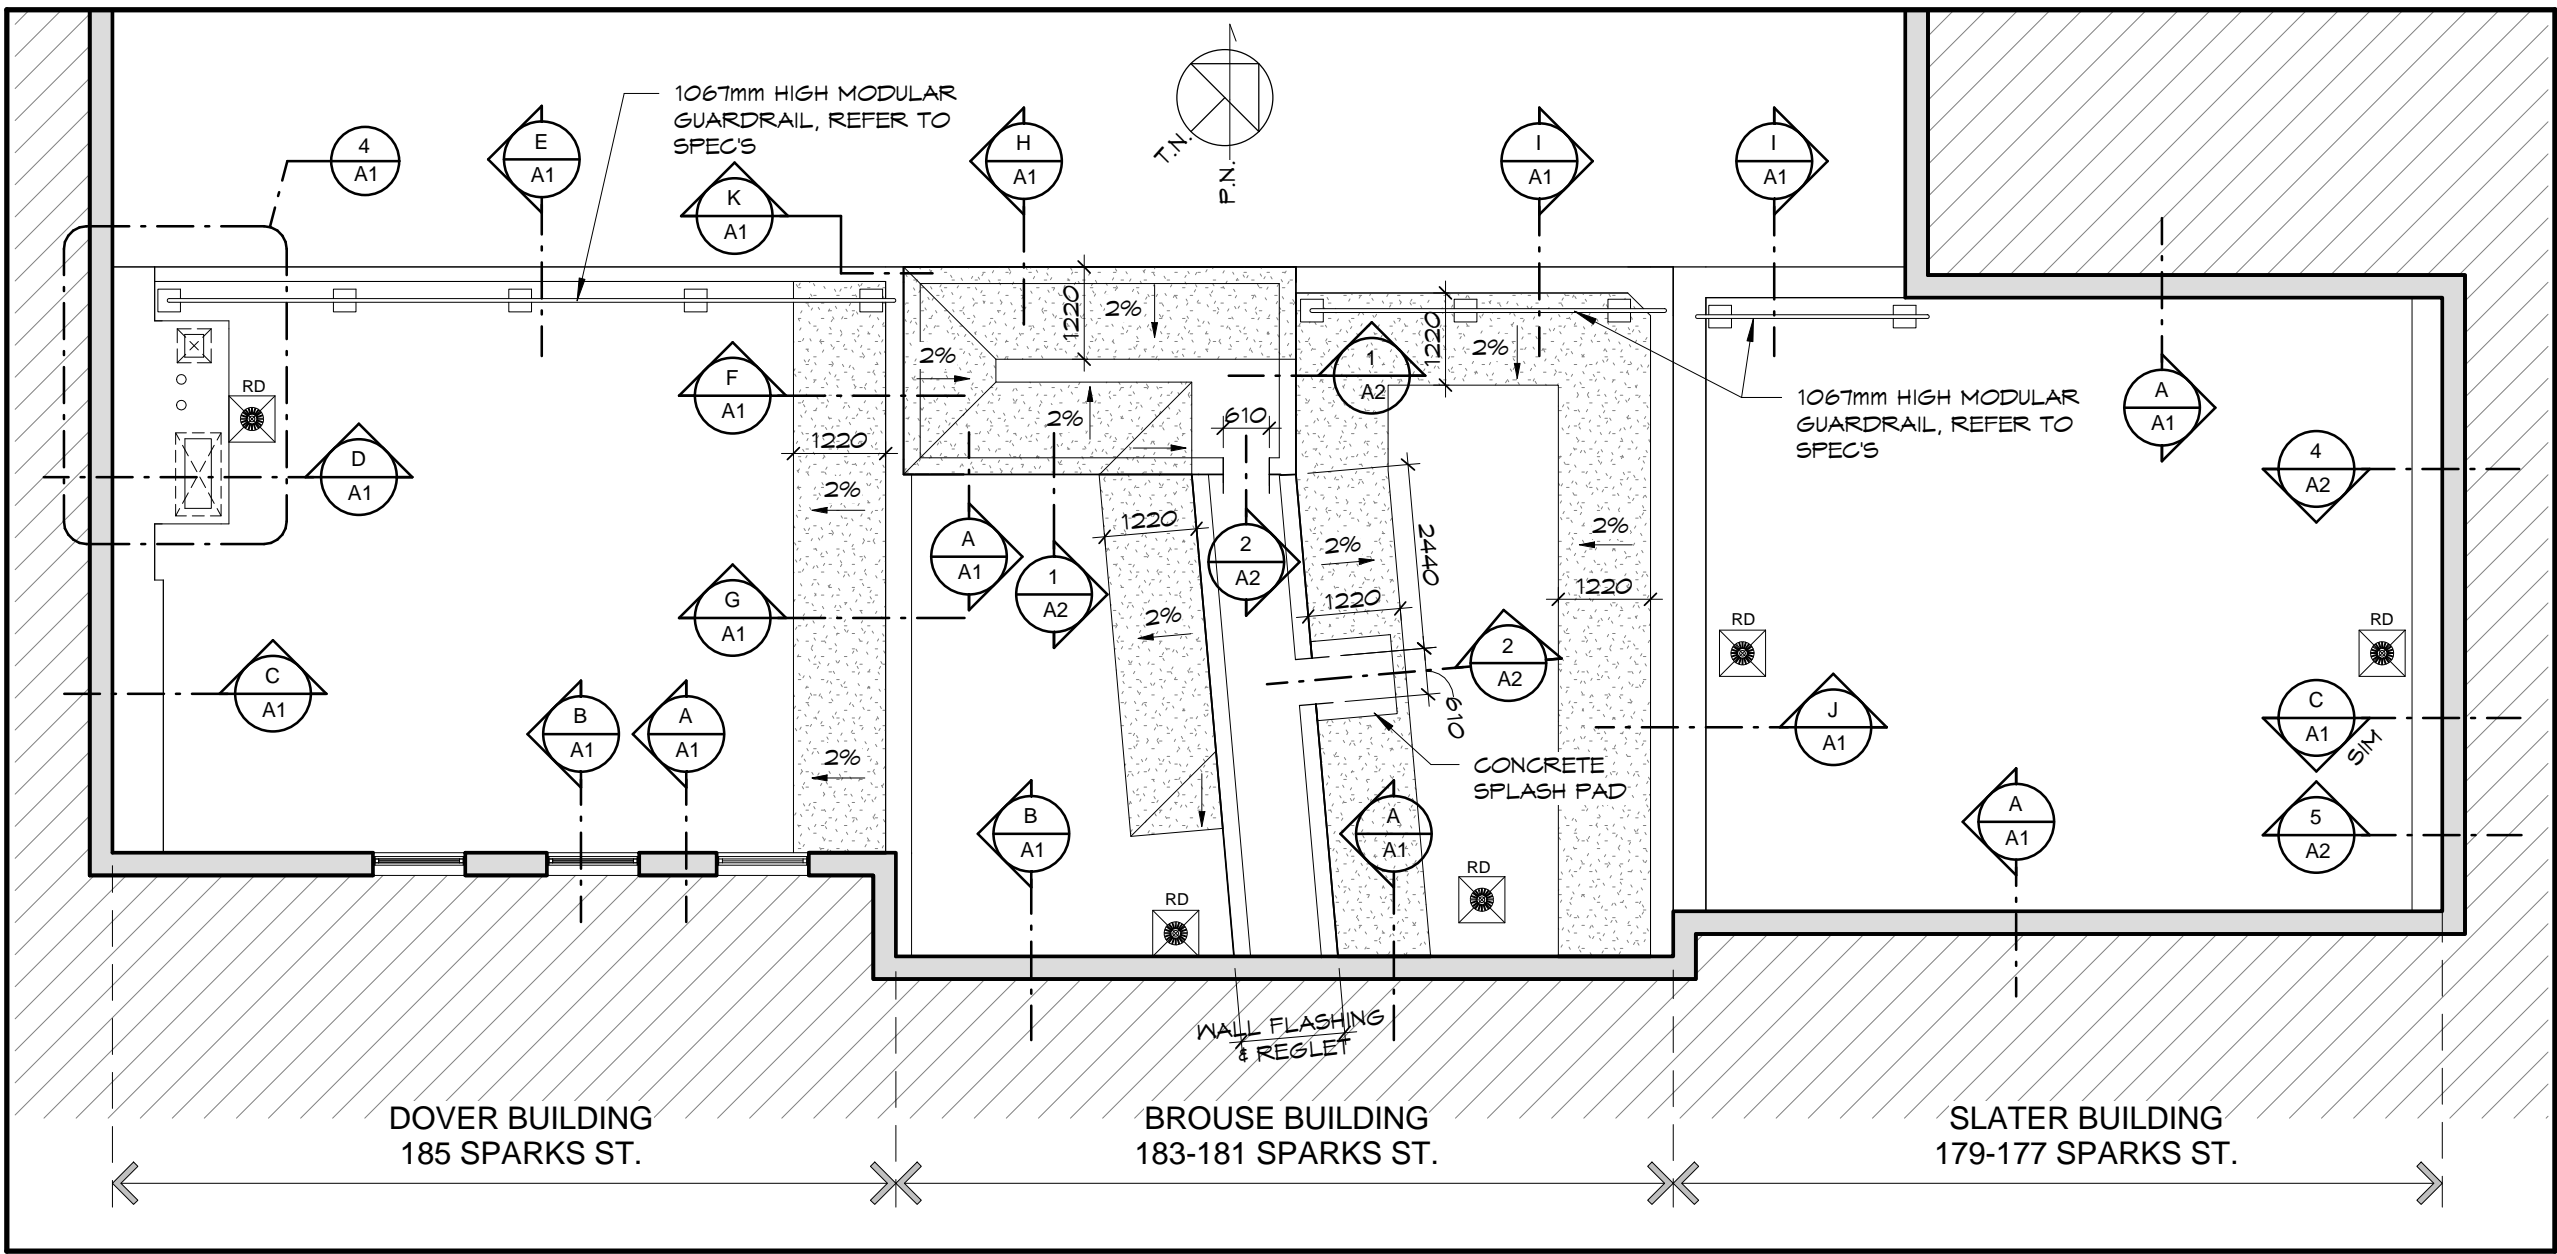 1067mm HIGH MODULAR
GUARDRAIL, REFER TO
SPEC'S
4
A1
E
A1
K
A1
H
A1
T.N.
P.N.
I
A1
I
A1
1220
2%
2%
2%
1220
2%
1
A2
610
F
A1
RD
D
A1
1220
2%
1067mm HIGH MODULAR
GUARDRAIL, REFER TO
SPEC'S
A
A1
4
A2
A
A1
1
A2
1220
2
A2
2%
2440
2%
1220
1220
2%
G
A1
2
A2
610
RD
RD
C
A1
B
A1
A
A1
2%
CONCRETE
SPLASH PAD
J
A1
C
A1
SIM
B
A1
A
A1
A
A1
5
A2
RD
RD
WALL FLASHING
& REGLET
DOVER BUILDING
185 SPARKS ST.
BROUSE BUILDING
183-181 SPARKS ST.
SLATER BUILDING
179-177 SPARKS ST.